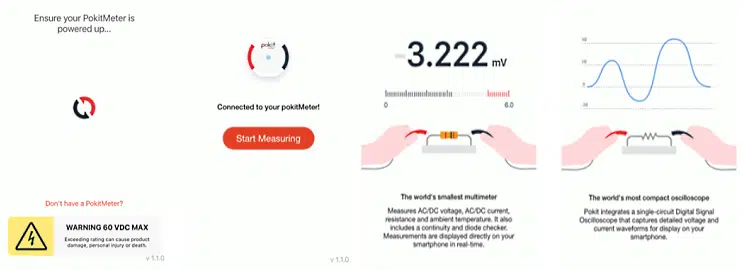 Ensure your PokitMeter is
powered up...
Don't have a PokitMeter?
WARNING 60 VDC MAX
Exceeding rating can cause product
damage, personal injury or death.
v 1.1.0
pokit
Connected to your pokitMeter!
Start Measuring
v 1.1.0
-3.222 mV
0 6.0
The world's smallest multimeter
Measures AC/DC voltage, AC/DC current,
resistance and ambient temperature. It also
includes a continuity and diode checker.
Measurements are displayed directly on your
smartphone in real-time.
The world's most compact oscilloscope
Pokit integrates a single-circuit Digital Signal
Oscilloscope that captures detailed voltage and
current waveforms for display on your
smartphone.